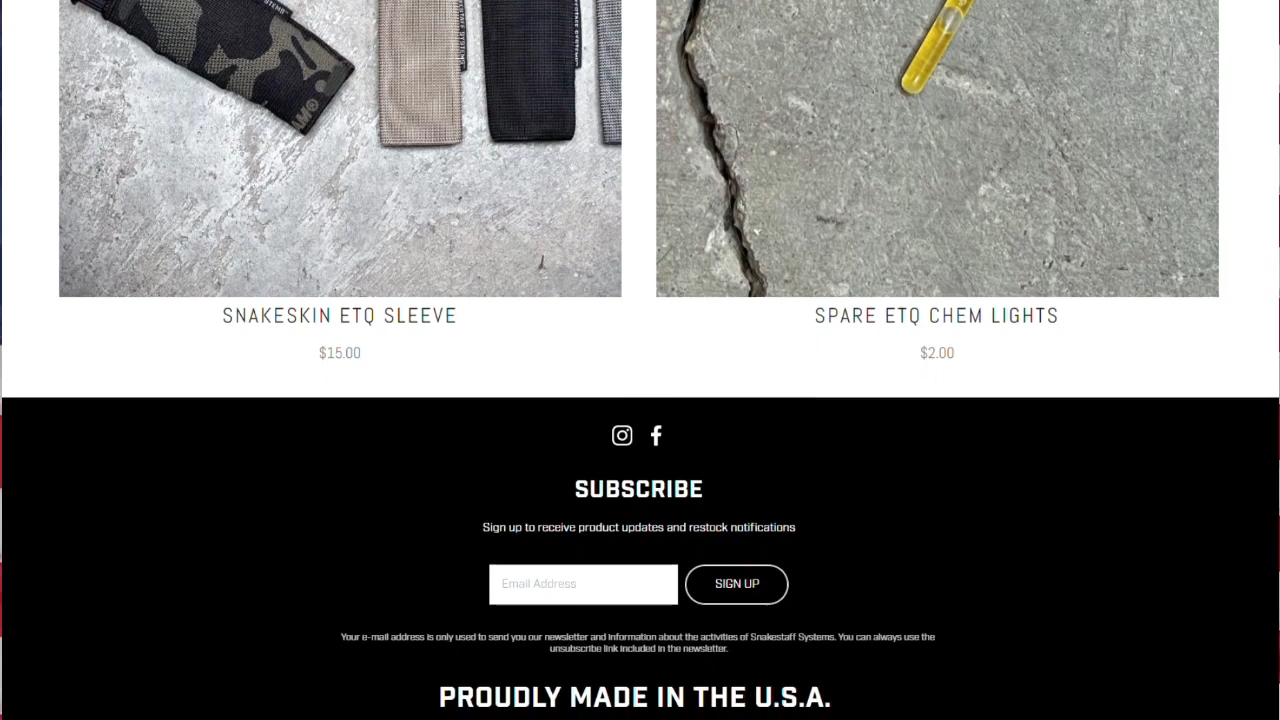 SNAKESKIN ETQ SLEEVE
$15.00
SPARE ETQ CHEM LIGHTS
$2.00
SUBSCRIBE
Sign up to receive product updates and restock notifications
Email Address
SIGN UP
Your e-mail address is only used to send you our newsletter and information about the activities of Snakestaff Systems. You can always use the
unsubscribe link included in the newsletter.
PROUDLY MADE IN THE U.S.A.